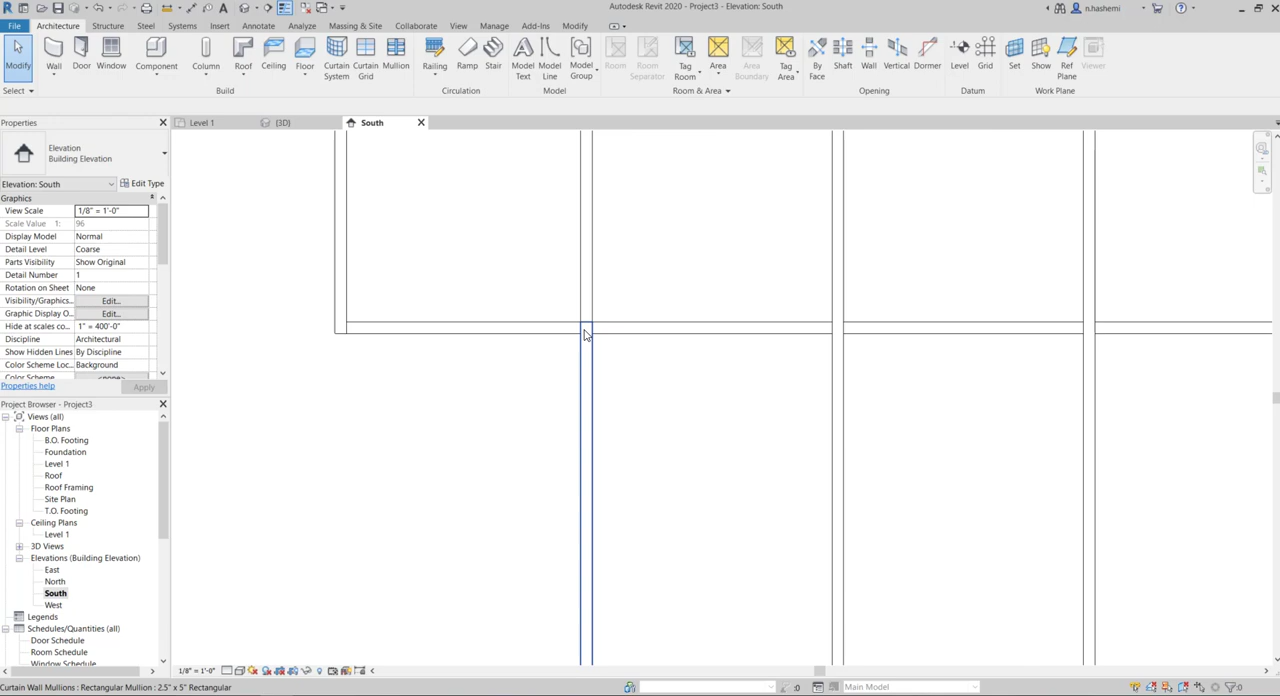 Autodesk Revit 2020 - Project3 - Elevation: South
n.hashemi
File Architecture Structure Steel Systems Insert Annotate Analyze Massing & Site Collaborate View Manage Add-Ins Modify
Modify Wall Door Window Component Column Roof Ceiling Floor Curtain System Curtain Grid Mullion Railing Ramp Stair Model Text Model Line Model Group Room Room Separator Tag Room Area Area Boundary Tag Area By Face Shaft Wall Vertical Dormer Level Grid Set Show Ref Plane Viewer
Select Build Circulation Model Room & Area Opening Datum Work Plane
Properties
Level 1 {3D} South
Elevation
Building Elevation
Elevation: South Edit Type
Graphics
View Scale 1/8" = 1'-0"
Scale Value 1: 96
Display Model Normal
Detail Level Coarse
Parts Visibility Show Original
Detail Number 1
Rotation on Sheet None
Visibility/Graphics... Edit...
Graphic Display O... Edit...
Hide at scales co... 1" = 400'-0"
Discipline Architectural
Show Hidden Lines By Discipline
Color Scheme Loc... Background
Color Scheme <none>
Properties help Apply
Project Browser - Project3
Views (all)
Floor Plans
B.O. Footing
Foundation
Level 1
Roof
Roof Framing
Site Plan
T.O. Footing
Ceiling Plans
Level 1
3D Views
Elevations (Building Elevation)
East
North
South
West
Legends
Schedules/Quantities (all)
Door Schedule
Room Schedule
Window Schedule
1/8" = 1'-0"
Curtain Wall Mullions : Rectangular Mullion : 2.5" x 5" Rectangular :0 Main Model :0